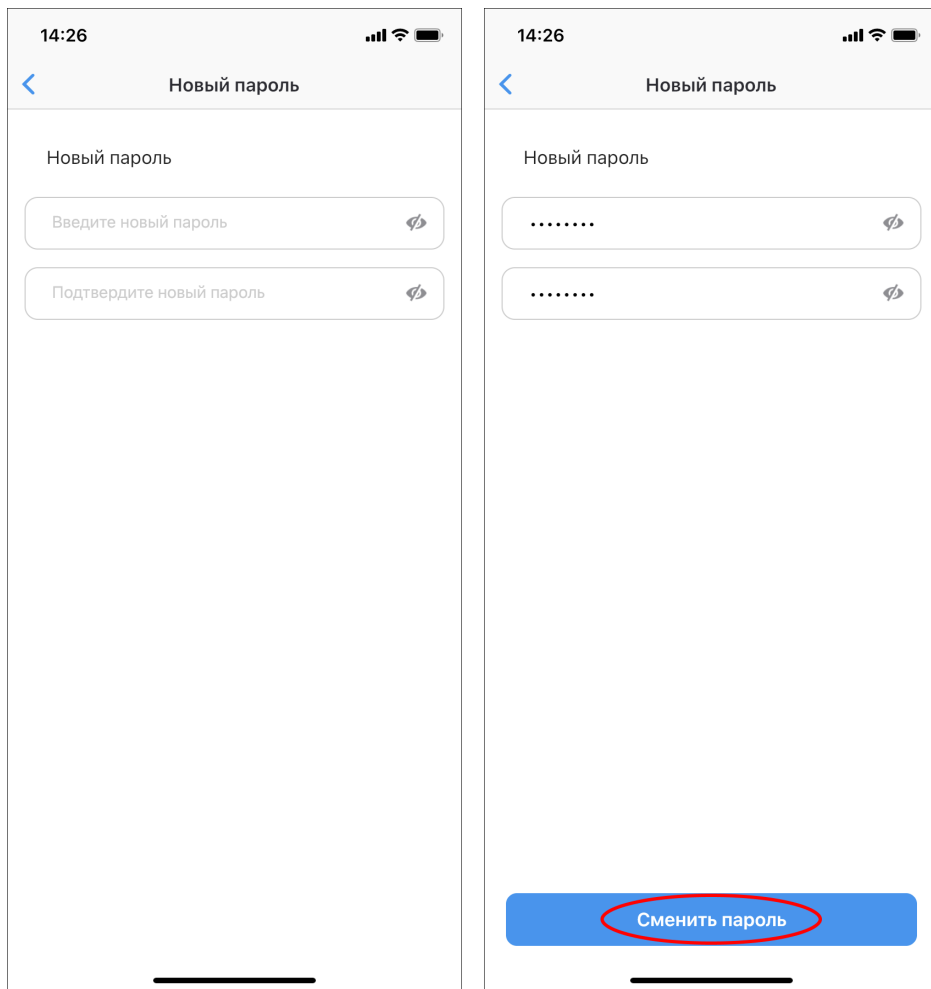 14:26
Новый пароль
Новый пароль
Введите новый пароль
Подтвердите новый пароль
14:26
Новый пароль
Новый пароль
........
........
Сменить пароль